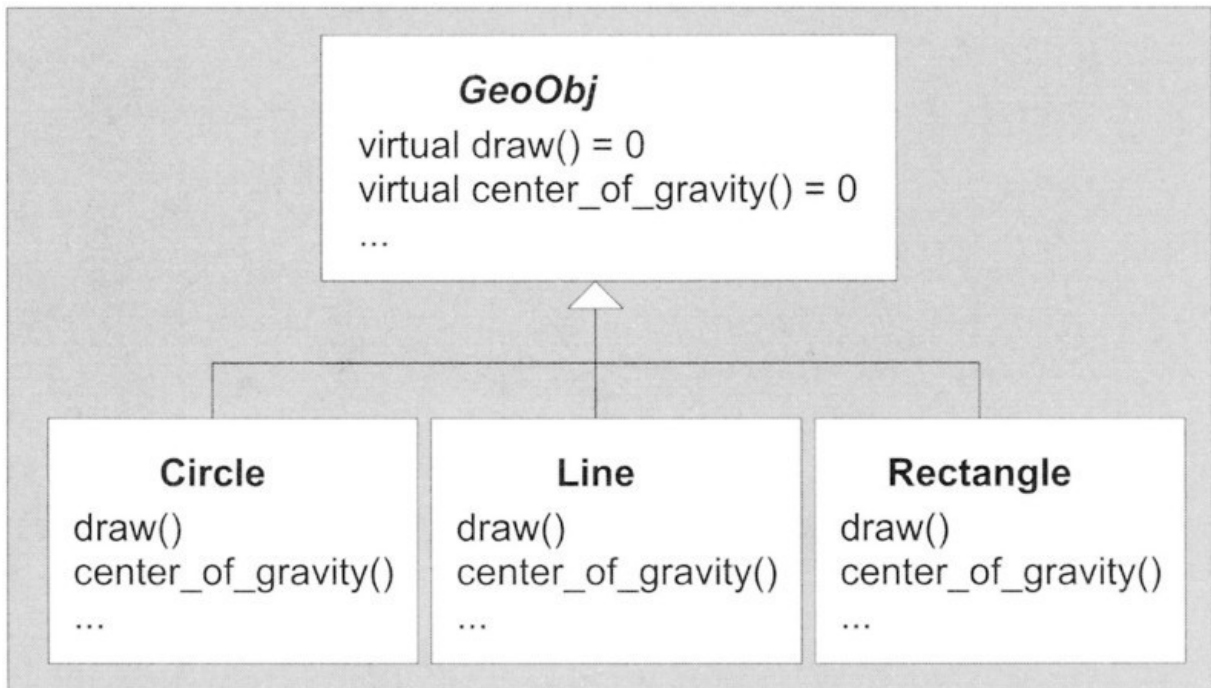 GeoObj
virtual draw() = 0
virtual center_of_gravity() = 0
...
Circle
draw()
center_of_gravity()
...
Line
draw()
center_of_gravity()
...
Rectangle
draw()
center_of_gravity()
...